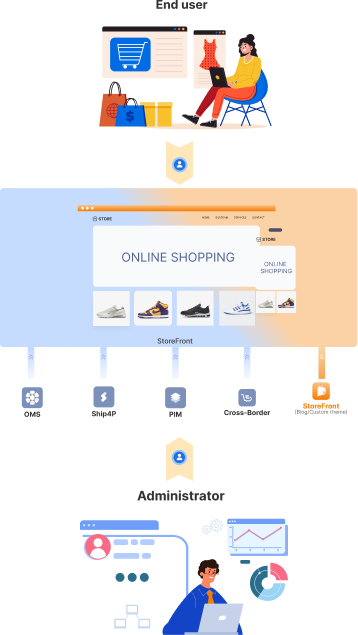 End user
STORE
HOME SHOPPING SERVICES CONTACT
STORE
ONLINE SHOPPING
ONLINE
SHOPPING
StoreFront
OMS
Ship4P
PIM
Cross-Border
StoreFront
(Blog/Custom theme)
Administrator